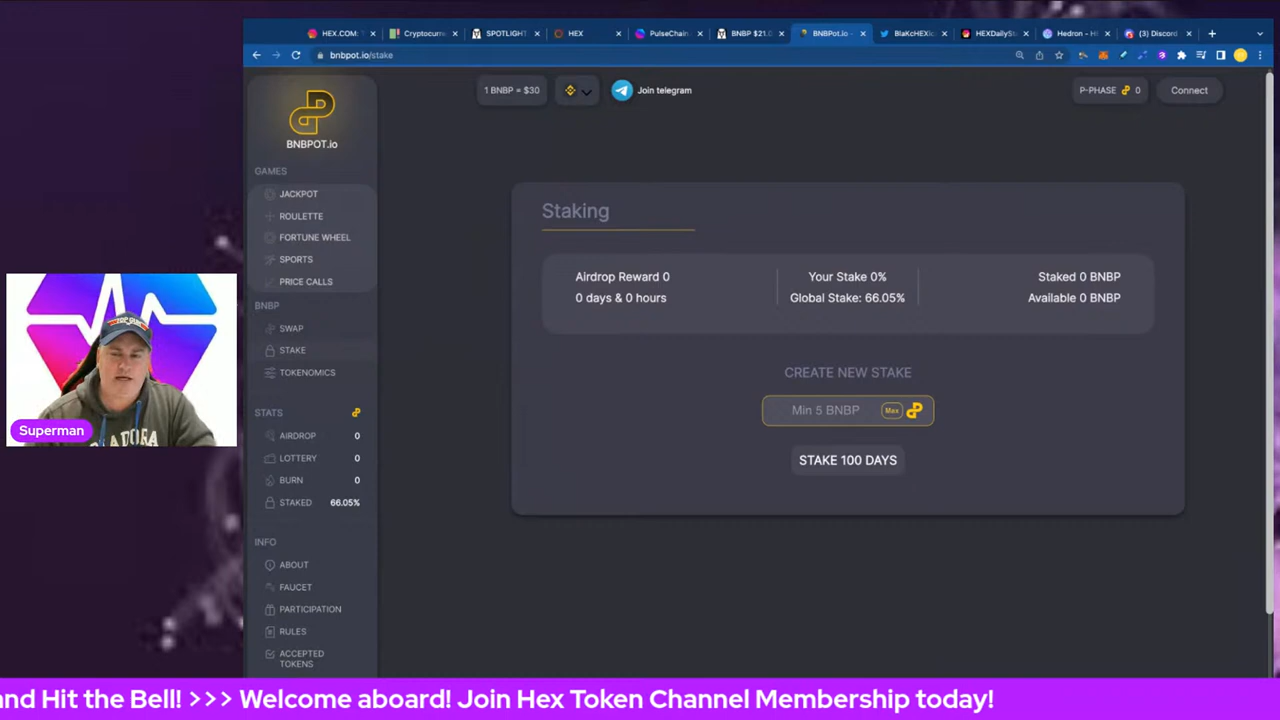 HEX.COM: T
Cryptocurre
SPOTLIGHT
HEX
PulseChain
BNBP $21.0
BNBPot.io -
BlaKcHEXic
HEXDailySt
Hedron - H
(3) Discord
bnbpot.io/stake
BNBPOT.io
1 BNBP = $30
Join telegram
P-PHASE 0
Connect
GAMES
JACKPOT
ROULETTE
FORTUNE WHEEL
SPORTS
PRICE CALLS
BNBP
SWAP
STAKE
TOKENOMICS
STATS
AIRDROP 0
LOTTERY 0
BURN 0
STAKED 66.05%
INFO
ABOUT
FAUCET
PARTICIPATION
RULES
ACCEPTED
TOKENS
Staking
Airdrop Reward 0
0 days & 0 hours
Your Stake 0%
Global Stake: 66.05%
Staked 0 BNBP
Available 0 BNBP
CREATE NEW STAKE
Min 5 BNBP Max
STAKE 100 DAYS
Superman
and Hit the Bell! >>> Welcome aboard! Join Hex Token Channel Membership today!